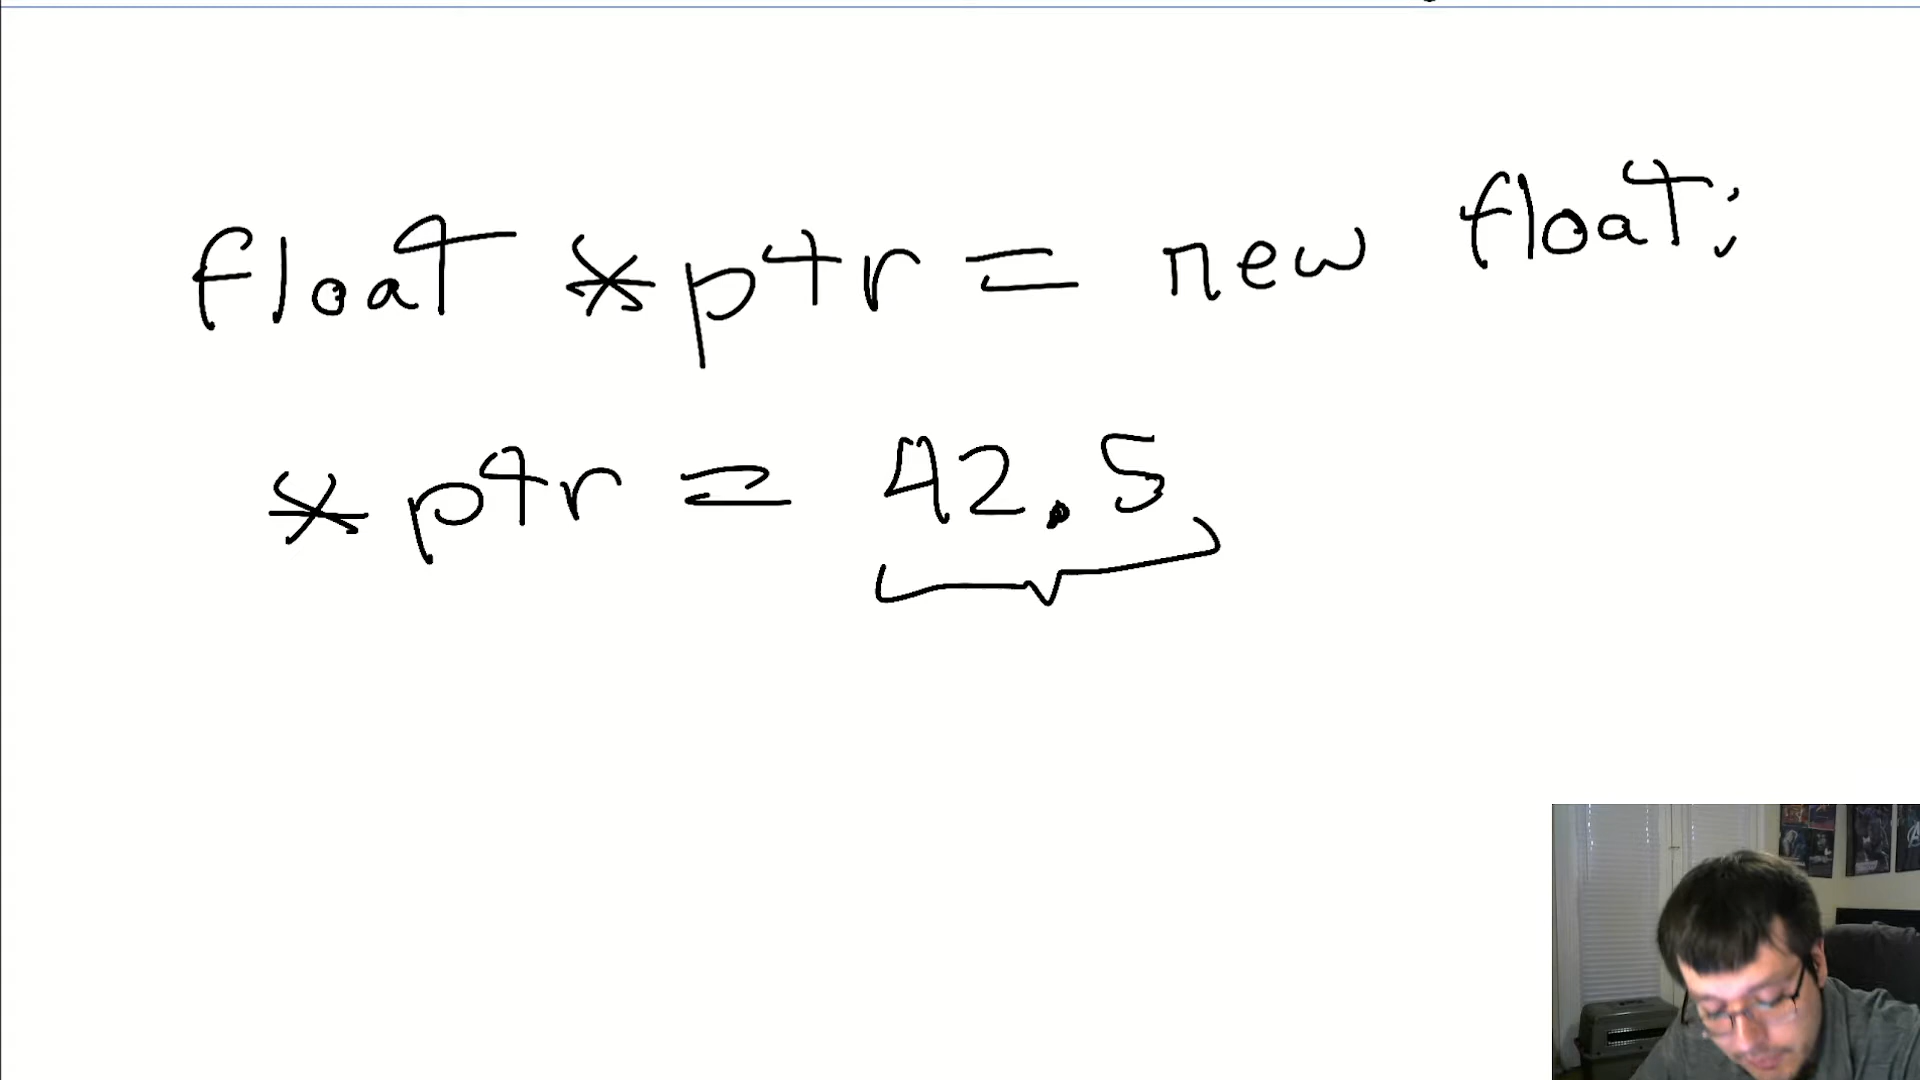 float *ptr = new float;
*ptr = 42.5